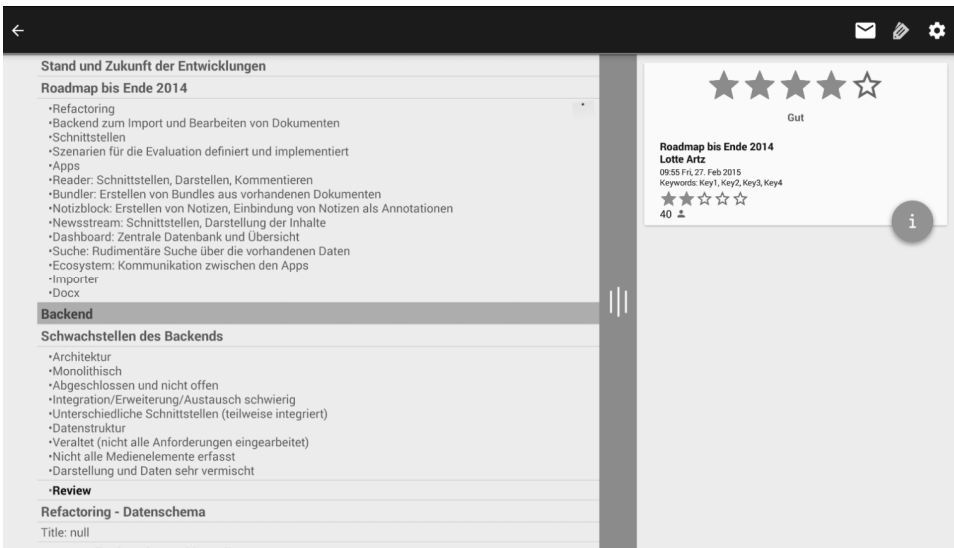 Stand und Zukunft der Entwicklungen
Roadmap bis Ende 2014
•Refactoring
•Backend zum Import und Bearbeiten von Dokumenten
•Schnittstellen
•Szenarien für die Evaluation definiert und implementiert
•Apps
•Reader: Schnittstellen, Darstellen, Kommentieren
•Bundler: Erstellen von Bundles aus vorhandenen Dokumenten
•Notizblock: Erstellen von Notizen, Einbindung von Notizen als Annotationen
•Newsstream: Schnittstellen, Darstellung der Inhalte
•Dashboard: Zentrale Datenbank und Übersicht
•Suche: Rudimentäre Suche über die vorhandenen Daten
•Ecosystem: Kommunikation zwischen den Apps
•Importer
•Docx
Backend
Schwachstellen des Backends
•Architektur
•Monolithisch
•Abgeschlossen und nicht offen
•Integration/Erweiterung/Austausch schwierig
•Unterschiedliche Schnittstellen (teilweise integriert)
•Datenstruktur
•Veraltet (nicht alle Anforderungen eingearbeitet)
•Nicht alle Medienelemente erfasst
•Darstellung und Daten sehr vermischt
•Review
Refactoring - Datenschema
Title: null
Gut
Roadmap bis Ende 2014
Lotte Artz
09:55 Fri, 27. Feb 2015
Keywords: Key1, Key2, Key3, Key4
40
i